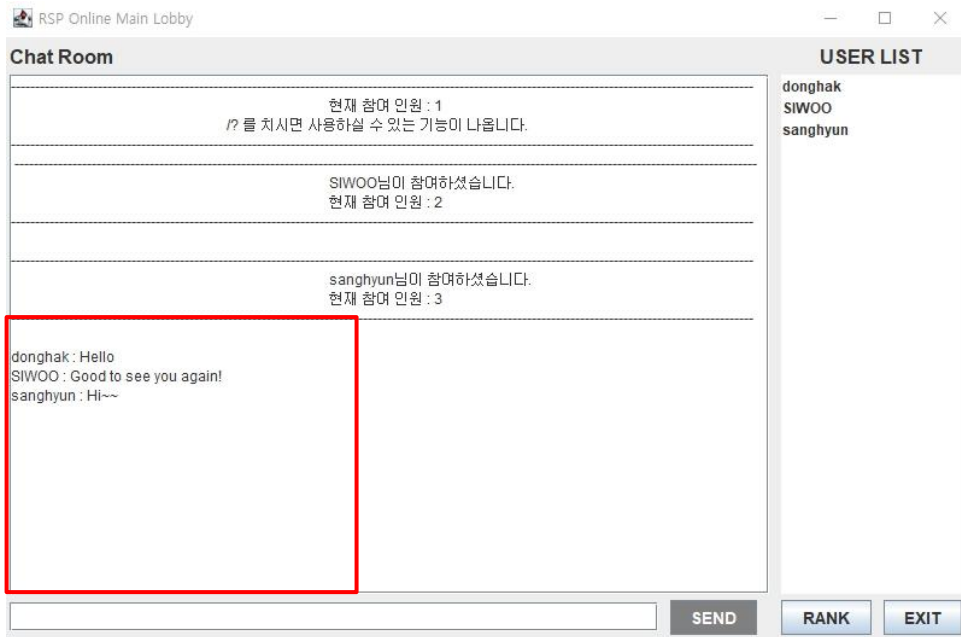 RSP Online Main Lobby
Chat Room
USER LIST
현재 참여 인원 : 1
/? 를 치시면 사용하실 수 있는 기능이 나옵니다.
SIWOO님이 참여하셨습니다.
현재 참여 인원 : 2
sanghyun님이 참여하셨습니다.
현재 참여 인원 : 3
donghak : Hello
SIWOO : Good to see you again!
sanghyun : Hi~~
donghak
SIWOO
sanghyun
SEND
RANK
EXIT